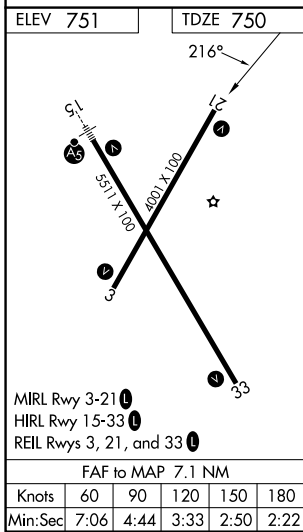 ELEV 751
TDZE 750
216°
15
21
A5
V
V
5511 X 100
4001 X 100
V
3
V
33
MIRL Rwy 3-21 L
HIRL Rwy 15-33 L
REIL Rwys 3, 21, and 33 L
FAF to MAP 7.1 NM
Knots 60 90 120 150 180
Min:Sec 7:06 4:44 3:33 2:50 2:22